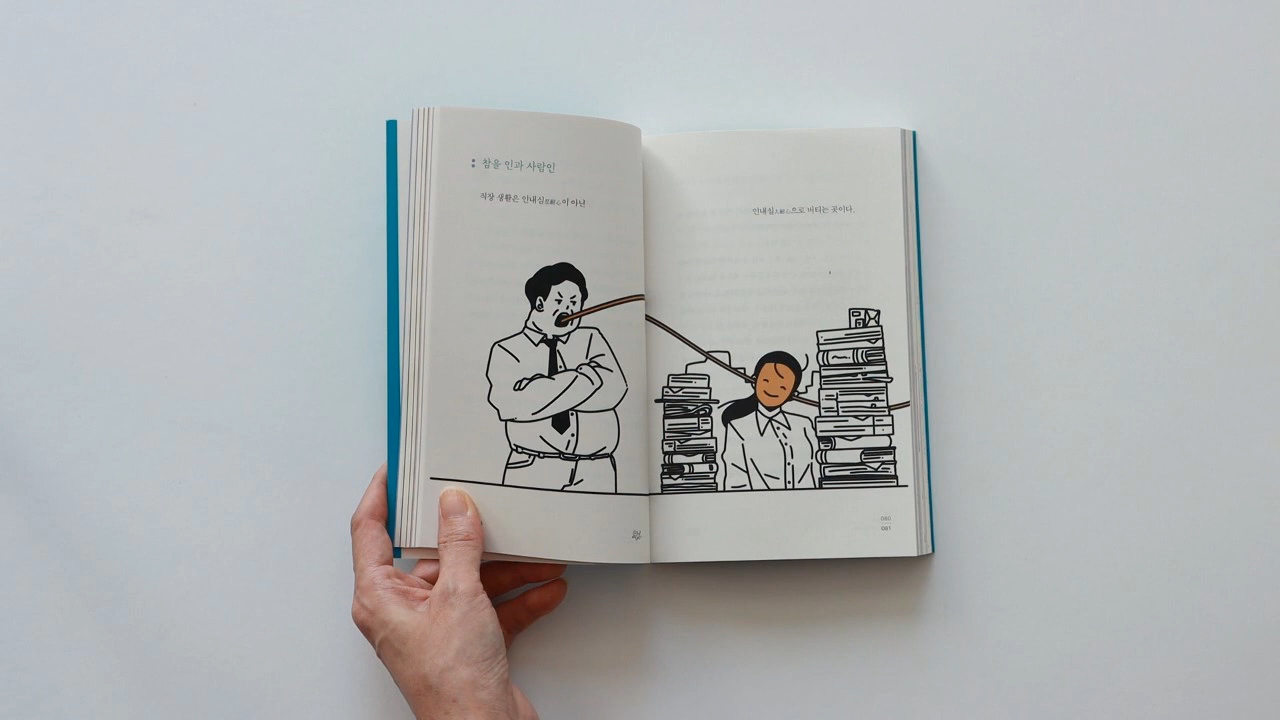 참을 인과 사람인
직장 생활은 인내심忍耐心이 아닌
인내심人耐心으로 버티는 곳이다.
080
081